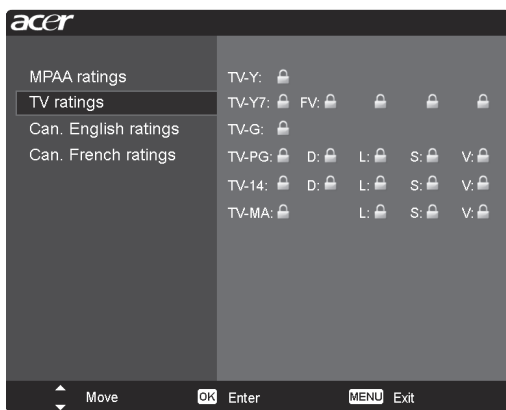 acer
MPAA ratings
TV ratings
Can. English ratings
Can. French ratings
TV-Y:
TV-Y7: FV:
TV-G:
TV-PG: D: L: S: V:
TV-14: D: L: S: V:
TV-MA: L: S: V:
Move OK Enter MENU Exit